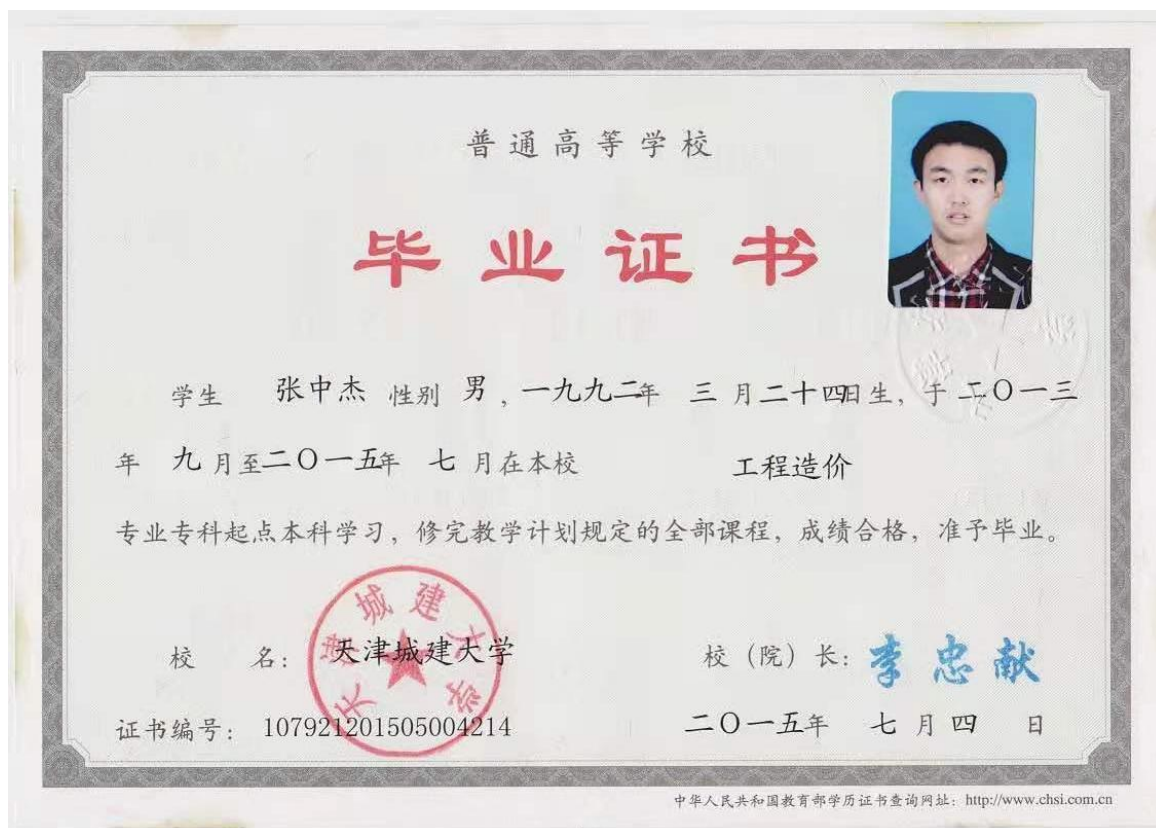 普通高等学校
毕业证书
学生 张中杰 性别 男，一九九二年 三月二十四日生，于二〇一三
年 九月至二〇一五年 七月在本校 工程造价
专业专科起点本科学习，修完教学计划规定的全部课程，成绩合格，准予毕业。
校 名：天津城建大学 校（院）长：李忠献
天津城建大学
证书编号：107921201505004214 二〇一五年 七月四 日
中华人民共和国教育部学历证书查询网址：http://www.chsi.com.cn